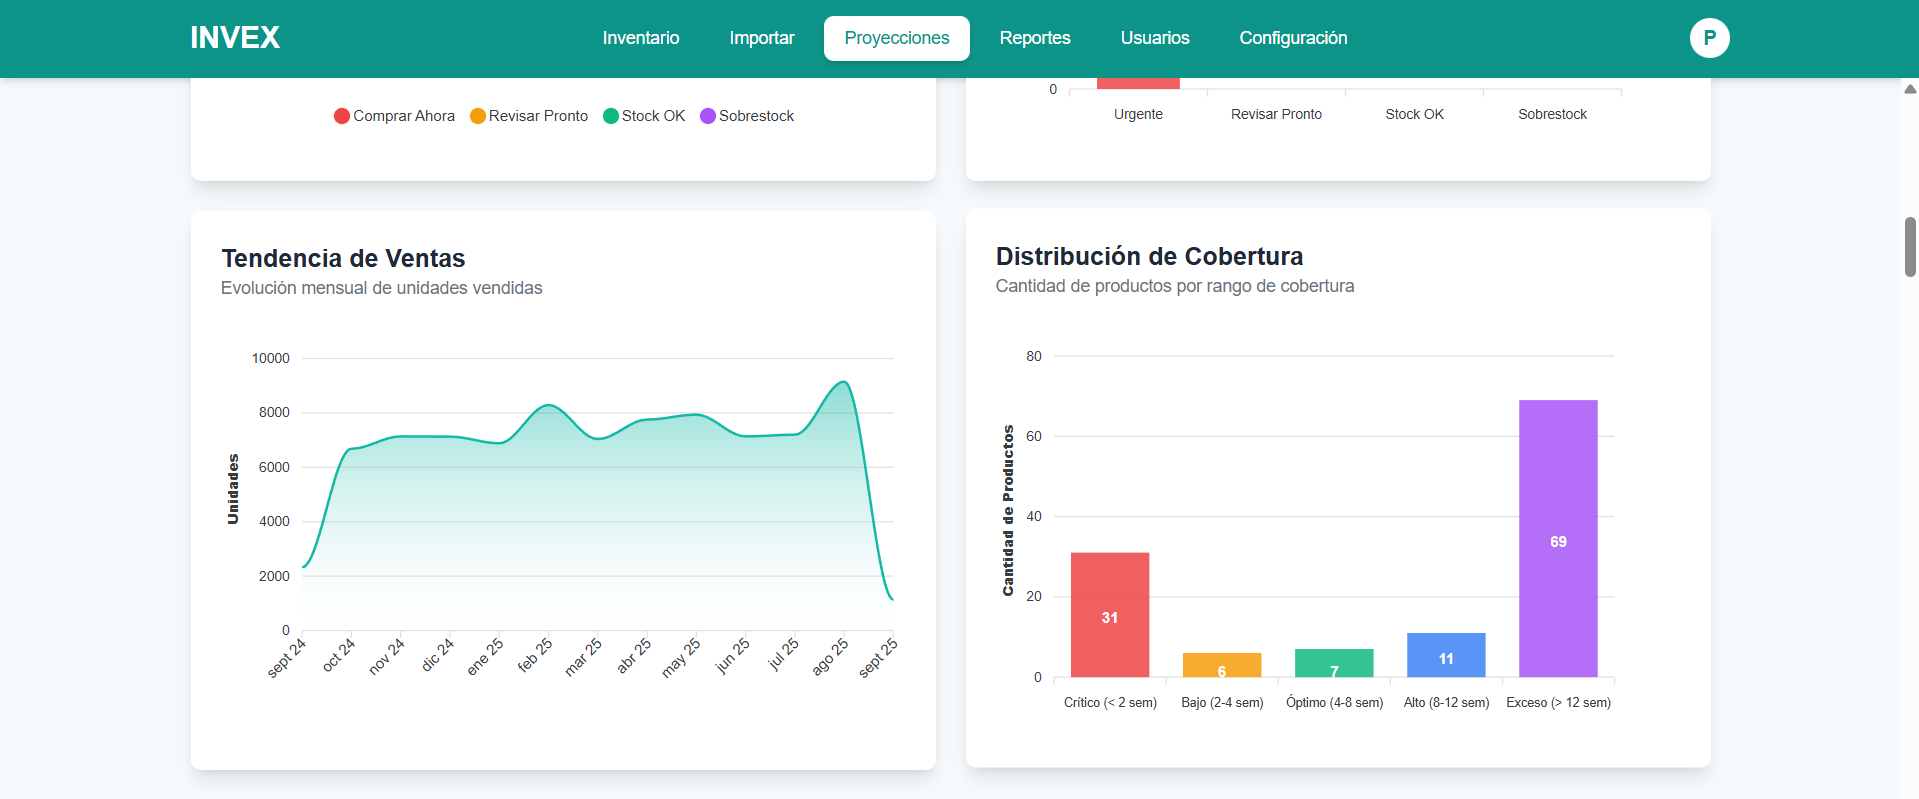 INVEX
Inventario
Importar
Proyecciones
Reportes
Usuarios
Configuración
P
Comprar Ahora
Revisar Pronto
Stock OK
Sobrestock
0
Urgente
Revisar Pronto
Stock OK
Sobrestock
Tendencia de Ventas
Evolución mensual de unidades vendidas
Unidades
10000
8000
6000
4000
2000
0
sept 24
oct 24
nov 24
dic 24
ene 25
feb 25
mar 25
abr 25
may 25
jun 25
jul 25
ago 25
sept 25
Distribución de Cobertura
Cantidad de productos por rango de cobertura
Cantidad de Productos
80
60
40
20
0
31
6
7
11
69
Crítico (< 2 sem)
Bajo (2-4 sem)
Óptimo (4-8 sem)
Alto (8-12 sem)
Exceso (> 12 sem)